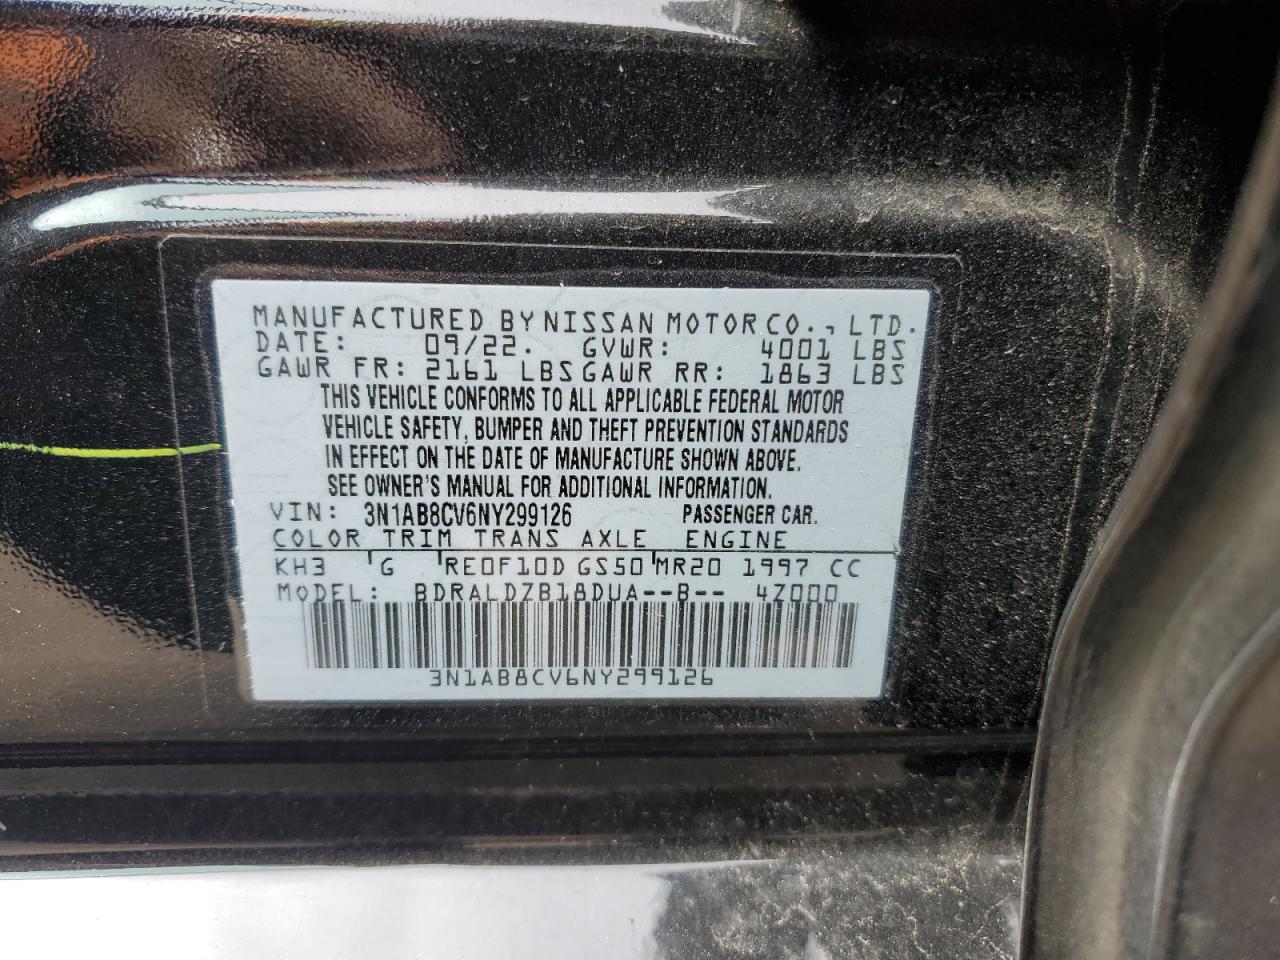 MANUFACTURED BY NISSAN MOTOR CO., LTD.
DATE: 09/22. GVWR: 4001 LBS
GAWR FR: 2161 LBS GAWR RR: 1863 LBS
THIS VEHICLE CONFORMS TO ALL APPLICABLE FEDERAL MOTOR
VEHICLE SAFETY, BUMPER AND THEFT PREVENTION STANDARDS
IN EFFECT ON THE DATE OF MANUFACTURE SHOWN ABOVE.
SEE OWNER'S MANUAL FOR ADDITIONAL INFORMATION.
VIN: 3N1AB8CV6NY299126 PASSENGER CAR.
COLOR TRIM TRANS AXLE ENGINE
KH3 G RE0F10D GS50 MR20 1997 CC
MODEL: BDRALDZB18DUA--B-- 4Z000
3N1AB8CV6NY299126